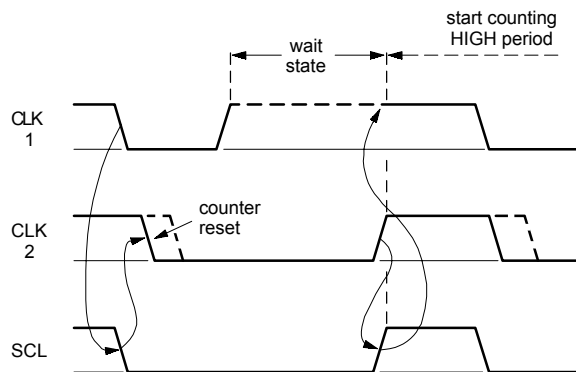 wait
state
start counting
HIGH period
CLK
1
counter
reset
CLK
2
SCL